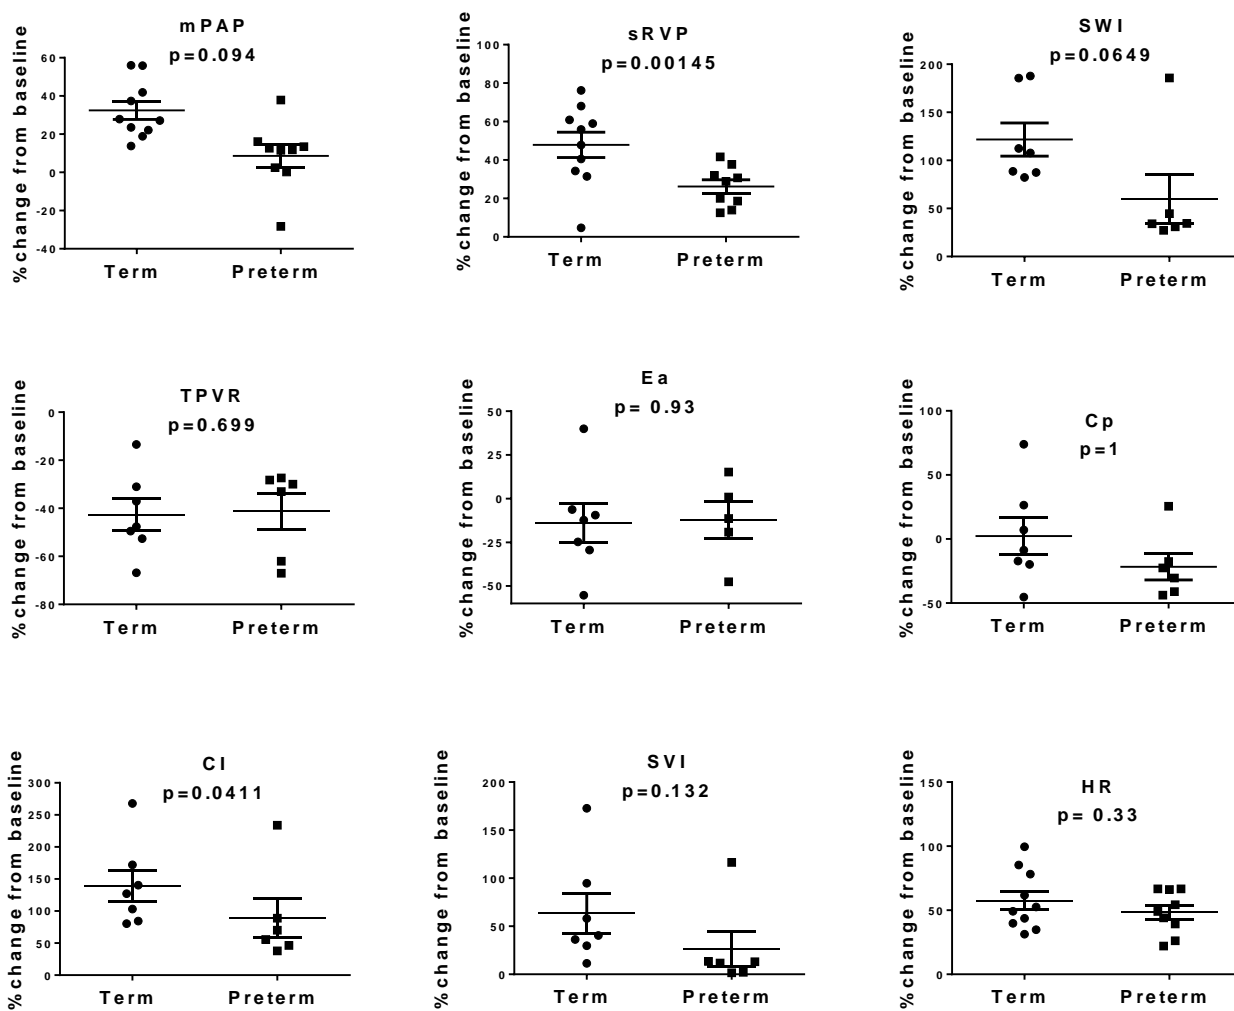 mPAP
p=0.094
% change from baseline
60
40
20
0
-20
-40
Term Preterm
sRVP
p=0.00145
% change from baseline
100
80
60
40
20
0
Term Preterm
SWI
p=0.0649
% change from baseline
200
150
100
50
0
Term Preterm
TPVR
p=0.699
% change from baseline
0
-20
-40
-60
-80
Term Preterm
Ea
p= 0.93
% change from baseline
50
25
0
-25
-50
Term Preterm
Cp
p=1
% change from baseline
100
50
0
-50
Term Preterm
CI
p=0.0411
% change from baseline
300
250
200
150
100
50
0
Term Preterm
SVI
p=0.132
% change from baseline
200
150
100
50
0
Term Preterm
HR
p= 0.33
% change from baseline
150
100
50
0
Term Preterm